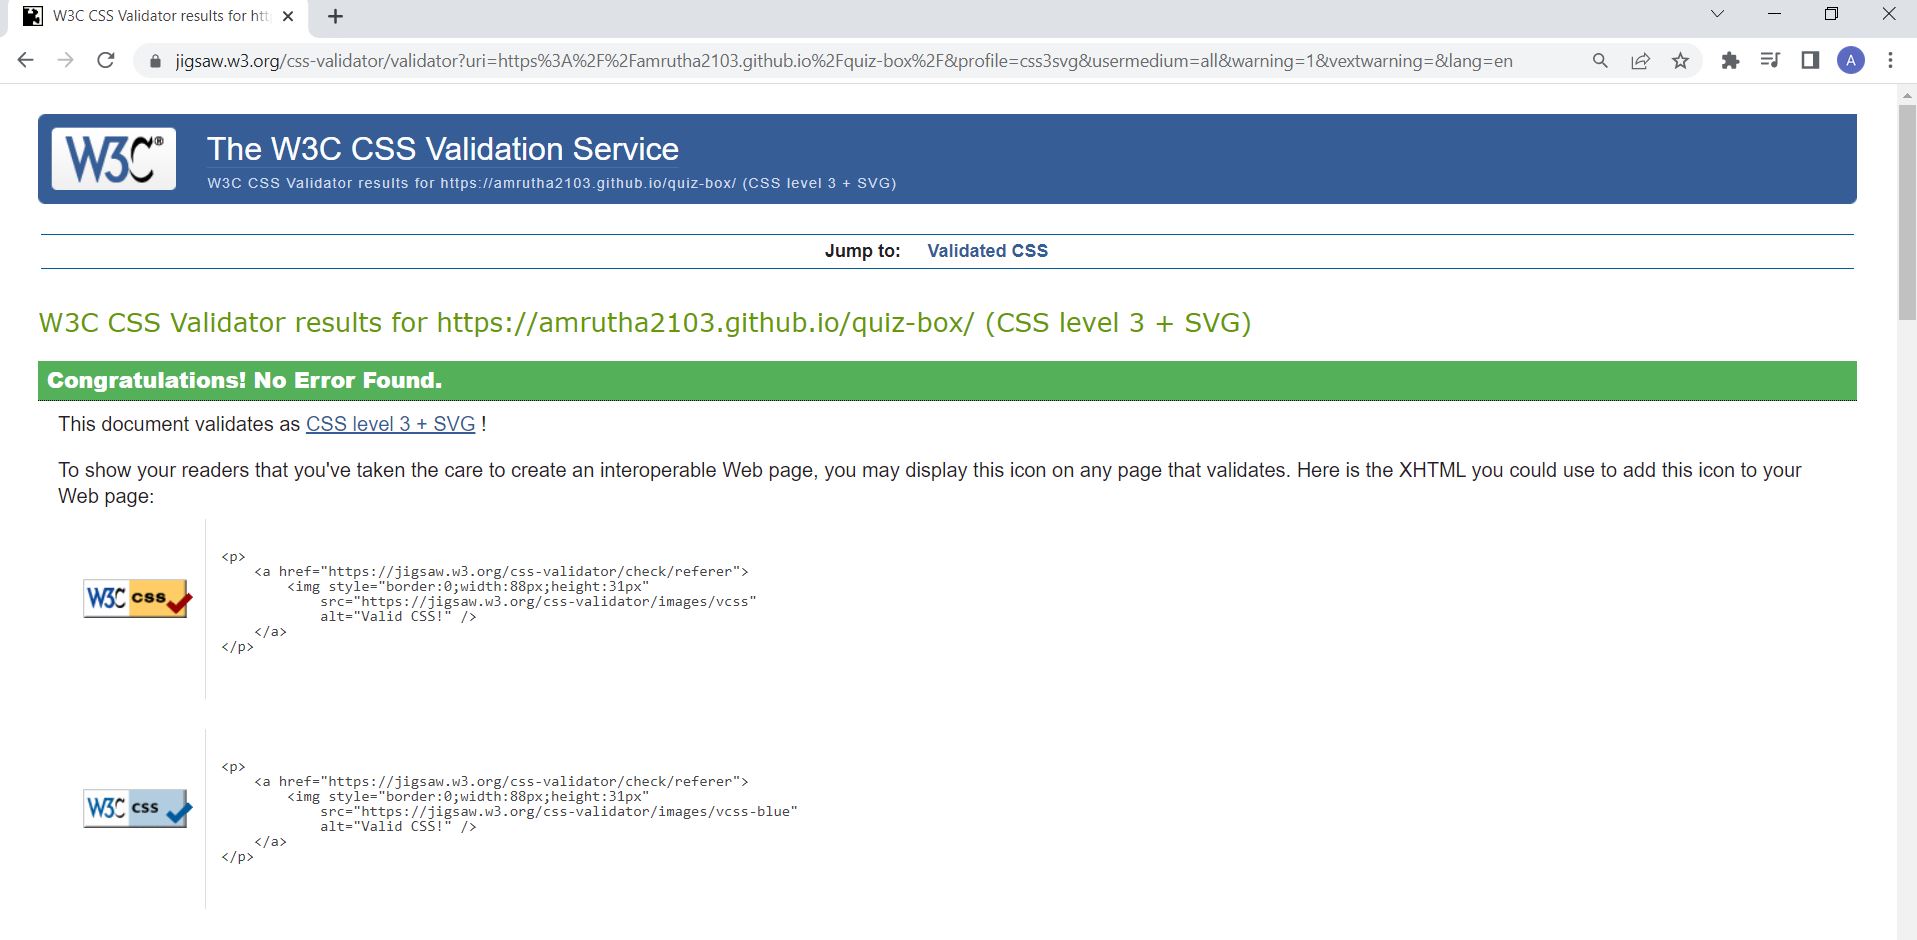 W3C CSS Validator results for htt
jigsaw.w3.org/css-validator/validator?uri=https%3A%2F%2Famrutha2103.github.io%2Fquiz-box%2F&profile=css3svg&usermedium=all&warning=1&vextwarning=&lang=en
A
W3C®
The W3C CSS Validation Service
W3C CSS Validator results for https://amrutha2103.github.io/quiz-box/ (CSS level 3 + SVG)
Jump to: Validated CSS
W3C CSS Validator results for https://amrutha2103.github.io/quiz-box/ (CSS level 3 + SVG)
Congratulations! No Error Found.
This document validates as CSS level 3 + SVG !
To show your readers that you've taken the care to create an interoperable Web page, you may display this icon on any page that validates. Here is the XHTML you could use to add this icon to your
Web page:
W3C css
<p>
<a href="https://jigsaw.w3.org/css-validator/check/referer">
<img style="border:0;width:88px;height:31px"
src="https://jigsaw.w3.org/css-validator/images/vcss"
alt="Valid CSS!" />
</a>
</p>
W3C css
<p>
<a href="https://jigsaw.w3.org/css-validator/check/referer">
<img style="border:0;width:88px;height:31px"
src="https://jigsaw.w3.org/css-validator/images/vcss-blue"
alt="Valid CSS!" />
</a>
</p>